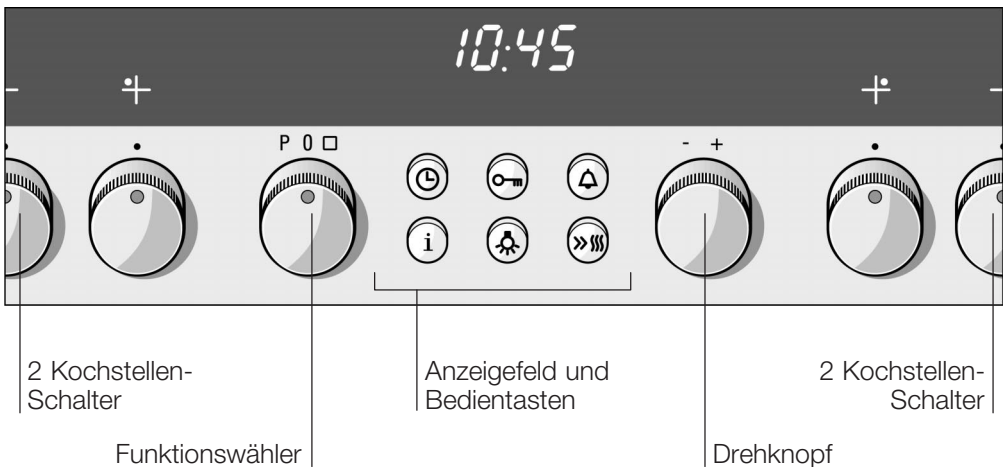 10:45
P 0
- +
i
2 Kochstellen-
Schalter
Anzeigefeld und
Bedientasten
2 Kochstellen-
Schalter
Funktionswähler
Drehknopf